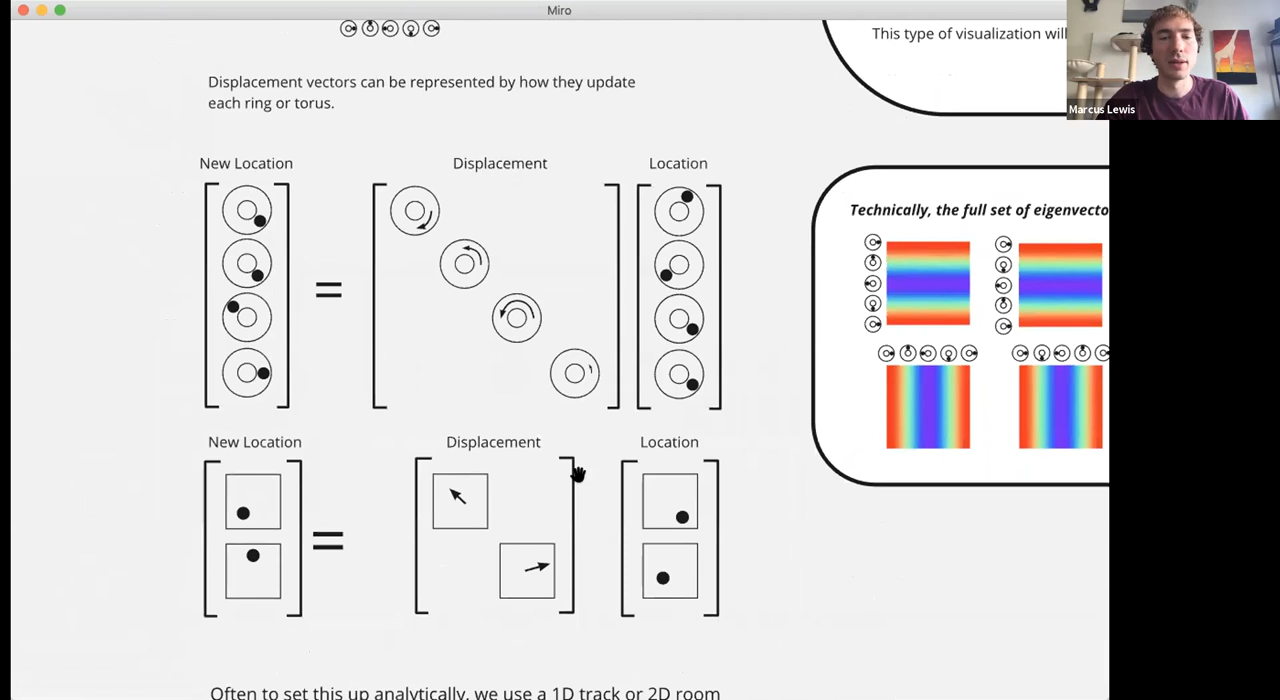 Miro
This type of visualization will
Marcus Lewis
Displacement vectors can be represented by how they update
each ring or torus.
New Location
Displacement
Location
=
Technically, the full set of eigenvecto
New Location
Displacement
Location
=
Often to set this up analytically, we use a 1D track or 2D room